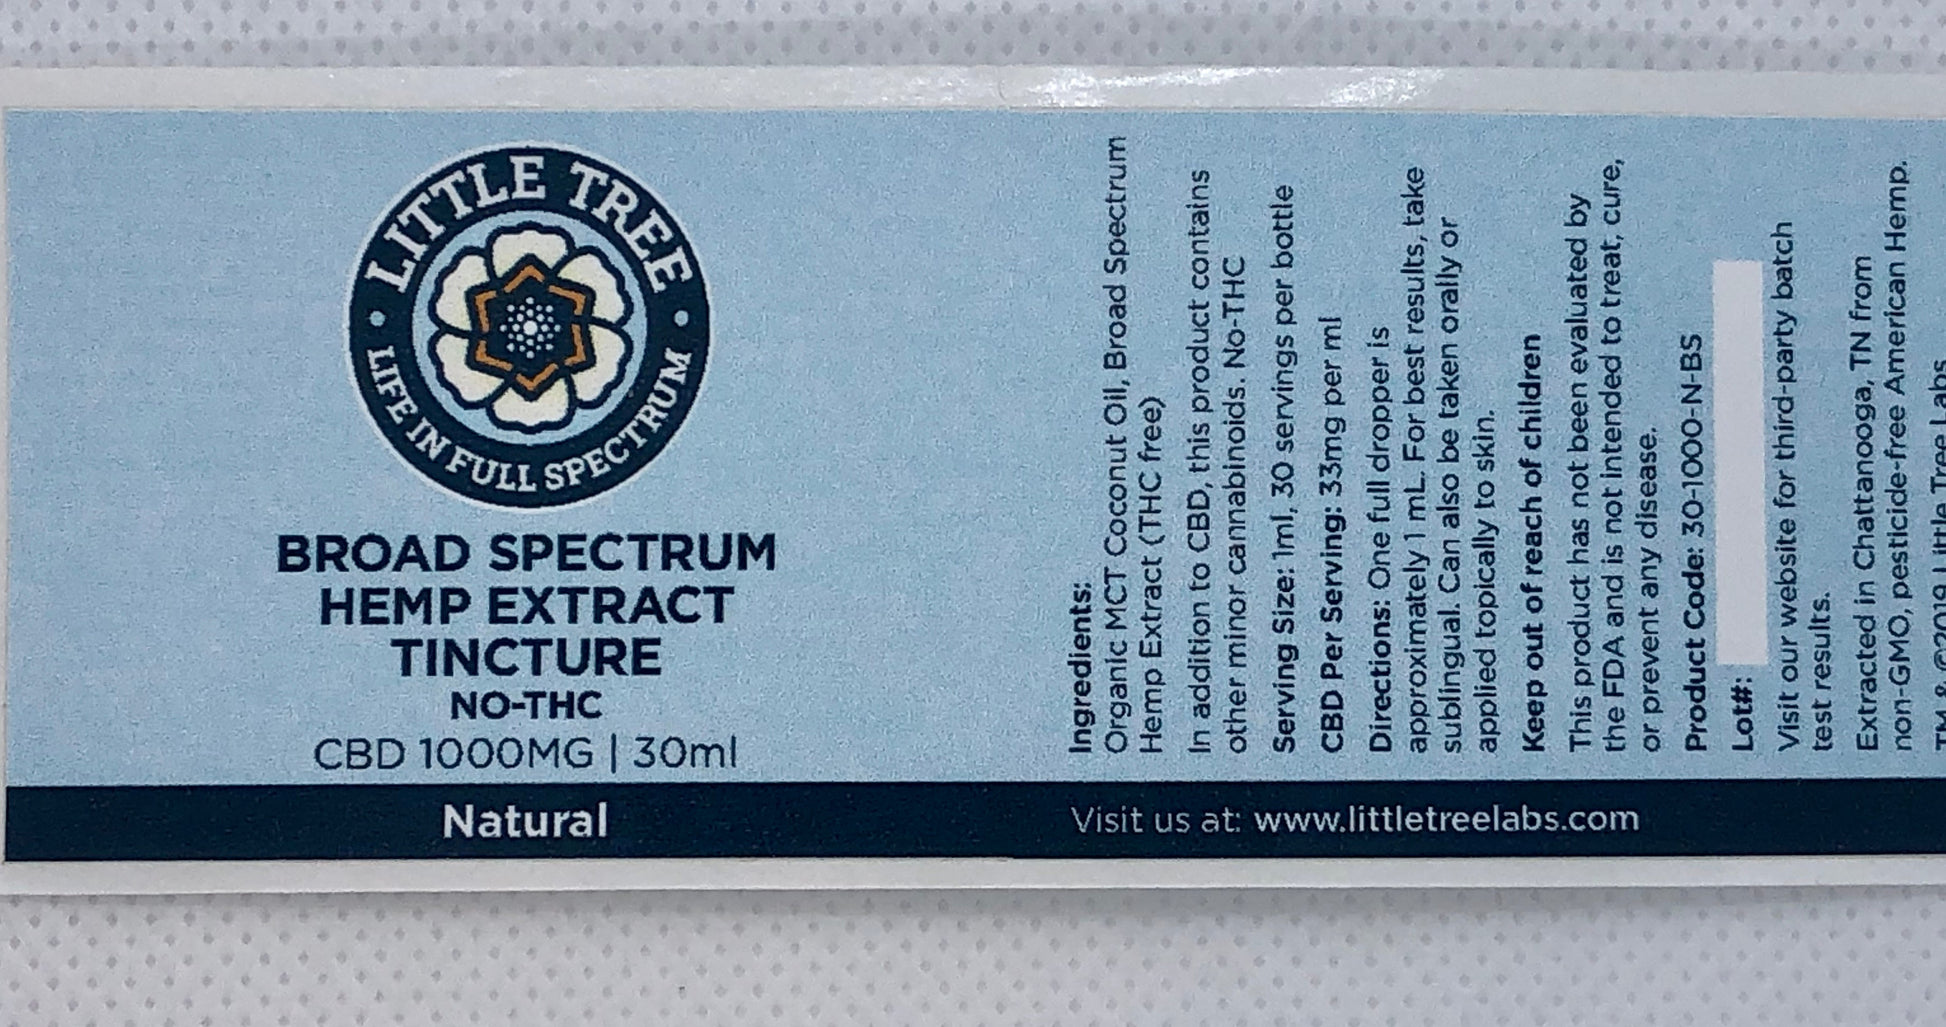 LITTLE TREE
LIFE IN FULL SPECTRUM
BROAD SPECTRUM
HEMP EXTRACT
TINCTURE
NO-THC
CBD 1000MG | 30ml
Natural
Ingredients:
Organic MCT Coconut Oil, Broad Spectrum
Hemp Extract (THC free)
In addition to CBD, this product contains
other minor cannabinoids. No-THC
Serving Size: 1ml, 30 servings per bottle
CBD Per Serving: 33mg per ml
Directions: One full dropper is
approximately 1 mL. For best results, take
sublingual. Can also be taken orally or
applied topically to skin.
Keep out of reach of children
This product has not been evaluated by
the FDA and is not intended to treat, cure,
or prevent any disease.
Product Code: 30-1000-N-BS
Lot#:
Visit our website for third-party batch
test results.
Extracted in Chattanooga, TN from
non-GMO, pesticide-free American Hemp.
TM & ©2019 Little Tree Labs
Visit us at: www.littletreelabs.com